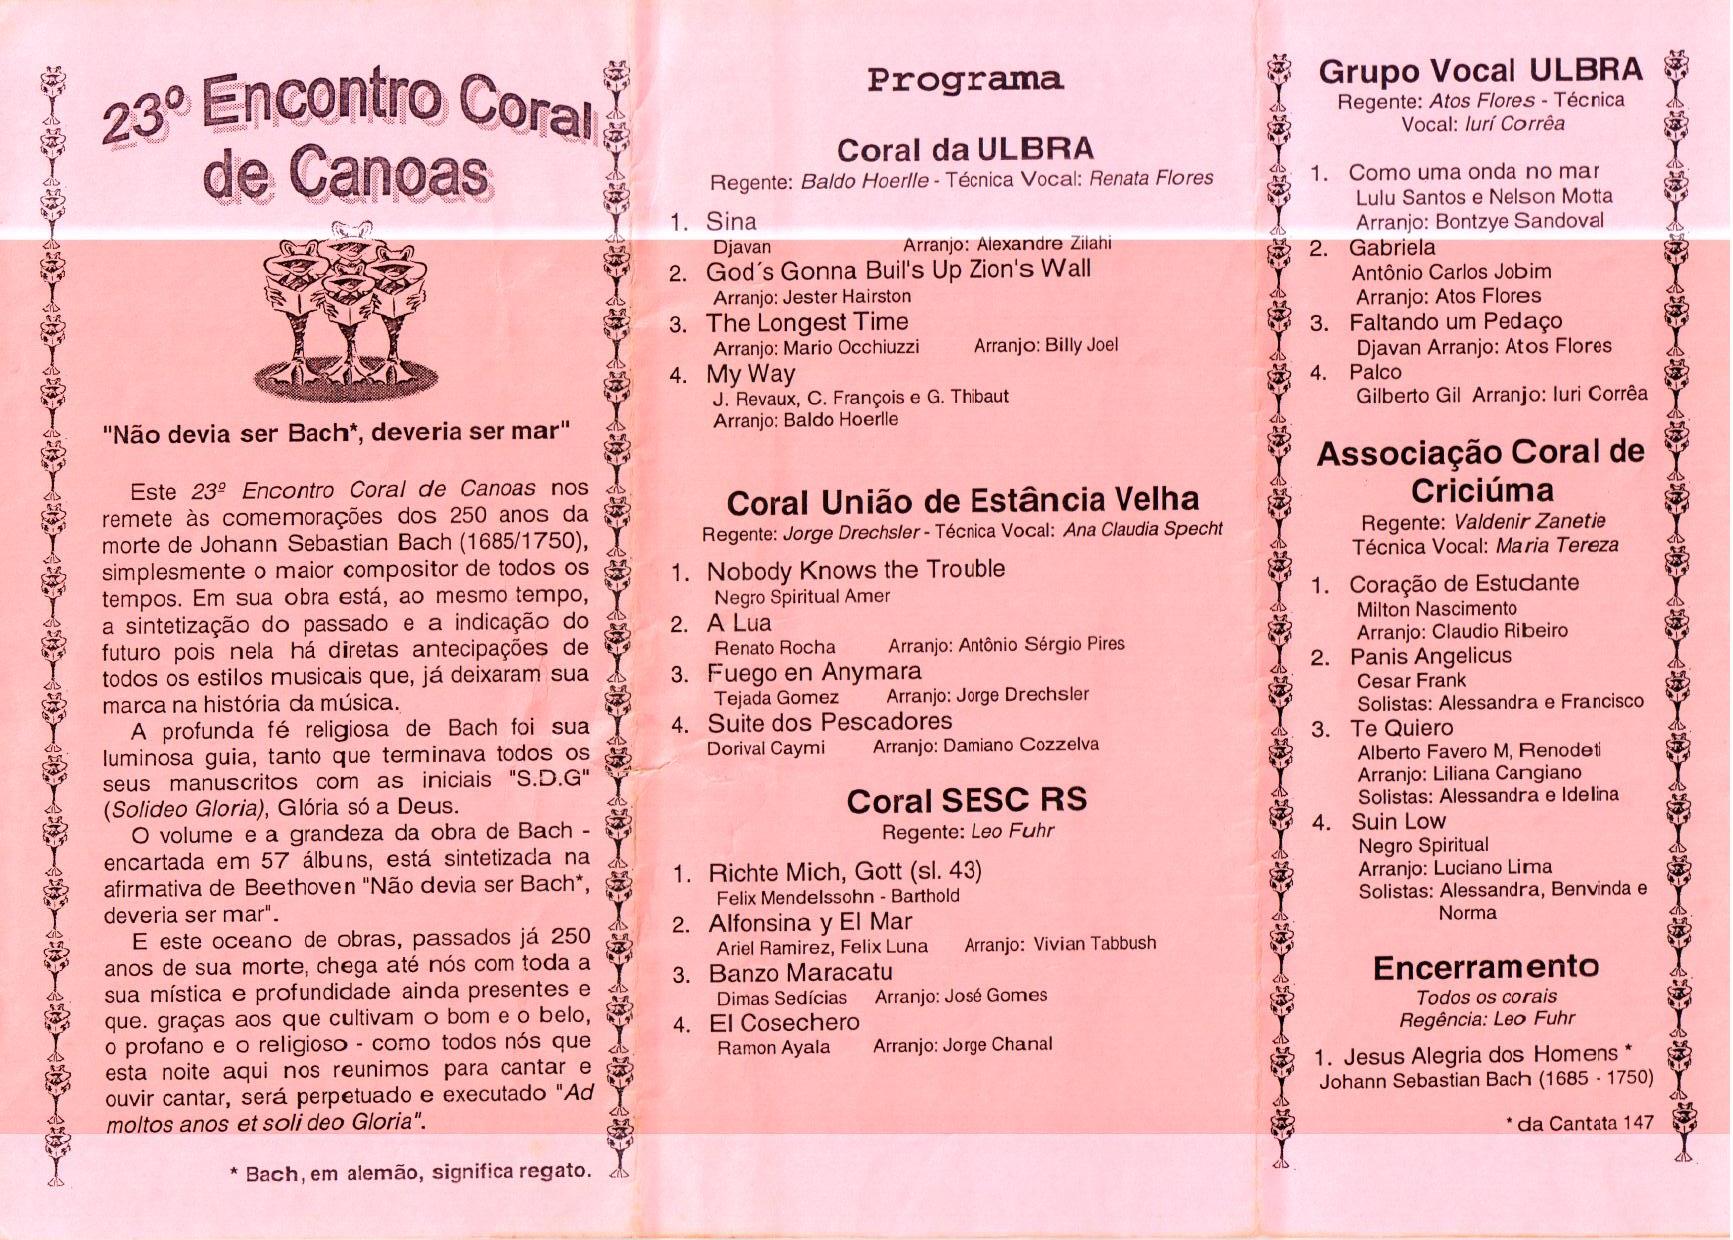 23º Encontro Coral
de Canoas
"Não devia ser Bach*, deveria ser mar"
Este 23º Encontro Coral de Canoas nos
remete às comemorações dos 250 anos da
morte de Johann Sebastian Bach (1685/1750),
simplesmente o maior compositor de todos os
tempos. Em sua obra está, ao mesmo tempo,
a sintetização do passado e a indicação do
futuro pois nela há diretas antecipações de
todos os estilos musicais que, já deixaram sua
marca na história da música.
A profunda fé religiosa de Bach foi sua
luminosa guia, tanto que terminava todos os
seus manuscritos com as iniciais "S.D.G"
(Solideo Gloria), Glória só a Deus.
O volume e a grandeza da obra de Bach -
encartada em 57 álbuns, está sintetizada na
afirmativa de Beethoven "Não devia ser Bach*,
deveria ser mar".
E este oceano de obras, passados já 250
anos de sua morte, chega até nós com toda a
sua mística e profundidade ainda presentes e
que. graças aos que cultivam o bom e o belo,
o profano e o religioso - como todos nós que
esta noite aqui nos reunimos para cantar e
ouvir cantar, será perpetuado e executado "Ad
moltos anos et soli deo Gloria".
* Bach, em alemão, significa regato.
Programa
Coral da ULBRA
Regente: Baldo Hoerlle - Técnica Vocal: Renata Flores
1. Sina
Djavan Arranjo: Alexandre Zilahi
2. God´s Gonna Buil's Up Zion's Wall
Arranjo: Jester Hairston
3. The Longest Time
Arranjo: Mario Occhiuzzi Arranjo: Billy Joel
4. My Way
J. Revaux, C. François e G. Thibaut
Arranjo: Baldo Hoerlle
Coral União de Estância Velha
Regente: Jorge Drechsler - Técnica Vocal: Ana Claudia Specht
1. Nobody Knows the Trouble
Negro Spiritual Amer
2. A Lua
Renato Rocha Arranjo: Antônio Sérgio Pires
3. Fuego en Anymara
Tejada Gomez Arranjo: Jorge Drechsler
4. Suite dos Pescadores
Dorival Caymi Arranjo: Damiano Cozzelva
Coral SESC RS
Regente: Leo Fuhr
1. Richte Mich, Gott (sl. 43)
Felix Mendelssohn - Barthold
2. Alfonsina y El Mar
Ariel Ramirez, Felix Luna Arranjo: Vivian Tabbush
3. Banzo Maracatu
Dimas Sedícias Arranjo: José Gomes
4. El Cosechero
Ramon Ayala Arranjo: Jorge Chanal
Grupo Vocal ULBRA
Regente: Atos Flores - Técnica
Vocal: Iurí Corrêa
1. Como uma onda no mar
Lulu Santos e Nelson Motta
Arranjo: Bontzye Sandoval
2. Gabriela
Antônio Carlos Jobim
Arranjo: Atos Flores
3. Faltando um Pedaço
Djavan Arranjo: Atos Flores
4. Palco
Gilberto Gil Arranjo: Iuri Corrêa
Associação Coral de
Criciúma
Regente: Valdenir Zanetie
Técnica Vocal: Maria Tereza
1. Coração de Estudante
Milton Nascimento
Arranjo: Claudio Ribeiro
2. Panis Angelicus
Cesar Frank
Solistas: Alessandra e Francisco
3. Te Quiero
Alberto Favero M, Renodeti
Arranjo: Liliana Cangiano
Solistas: Alessandra e Idelina
4. Suin Low
Negro Spiritual
Arranjo: Luciano Lima
Solistas: Alessandra, Benvinda e
Norma
Encerramento
Todos os corais
Regência: Leo Fuhr
1. Jesus Alegria dos Homens *
Johann Sebastian Bach (1685 - 1750)
* da Cantata 147